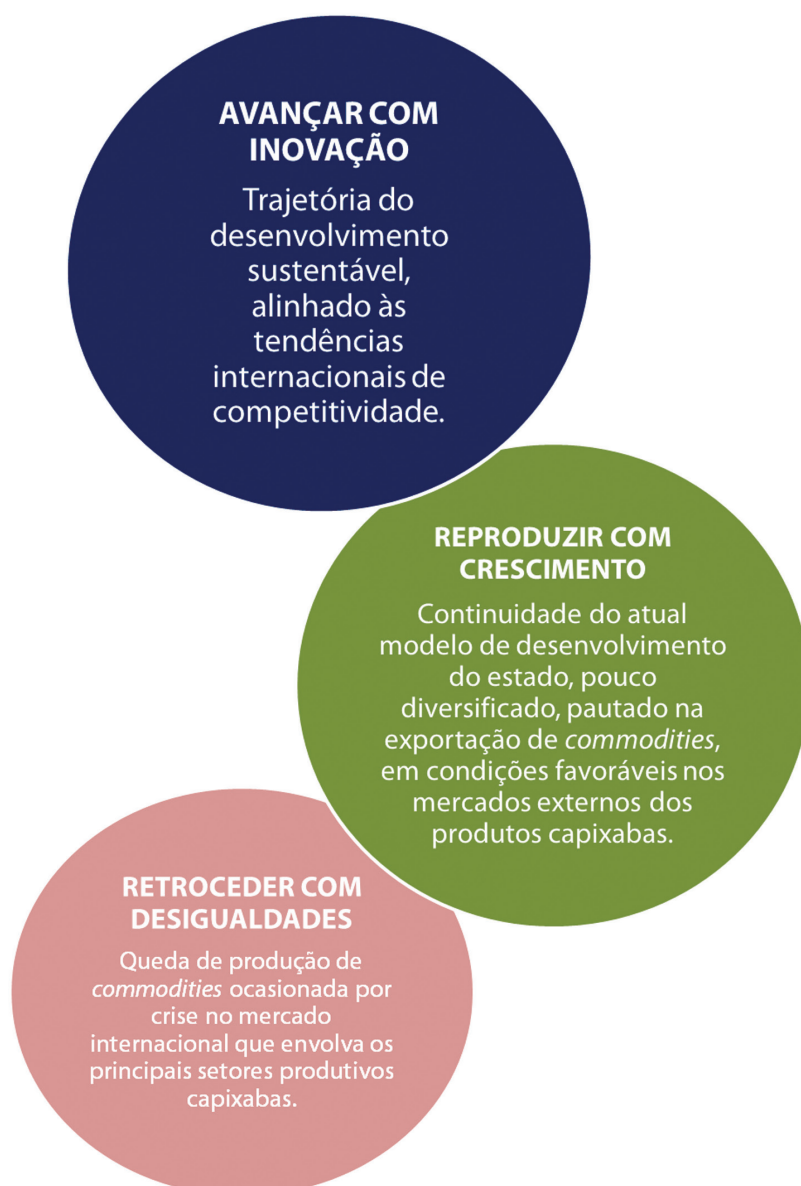 AVANÇAR COM
INOVAÇÃO
Trajetória do
desenvolvimento
sustentável,
alinhado às
tendências
internacionais de
competitividade.
REPRODUZIR COM
CRESCIMENTO
Continuidade do atual
modelo de desenvolvimento
do estado, pouco
diversificado, pautado na
exportação de commodities,
em condições favoráveis nos
mercados externos dos
produtos capixabas.
RETROCEDER COM
DESIGUALDADES
Queda de produção de
commodities ocasionada por
crise no mercado
internacional que envolva os
principais setores produtivos
capixabas.